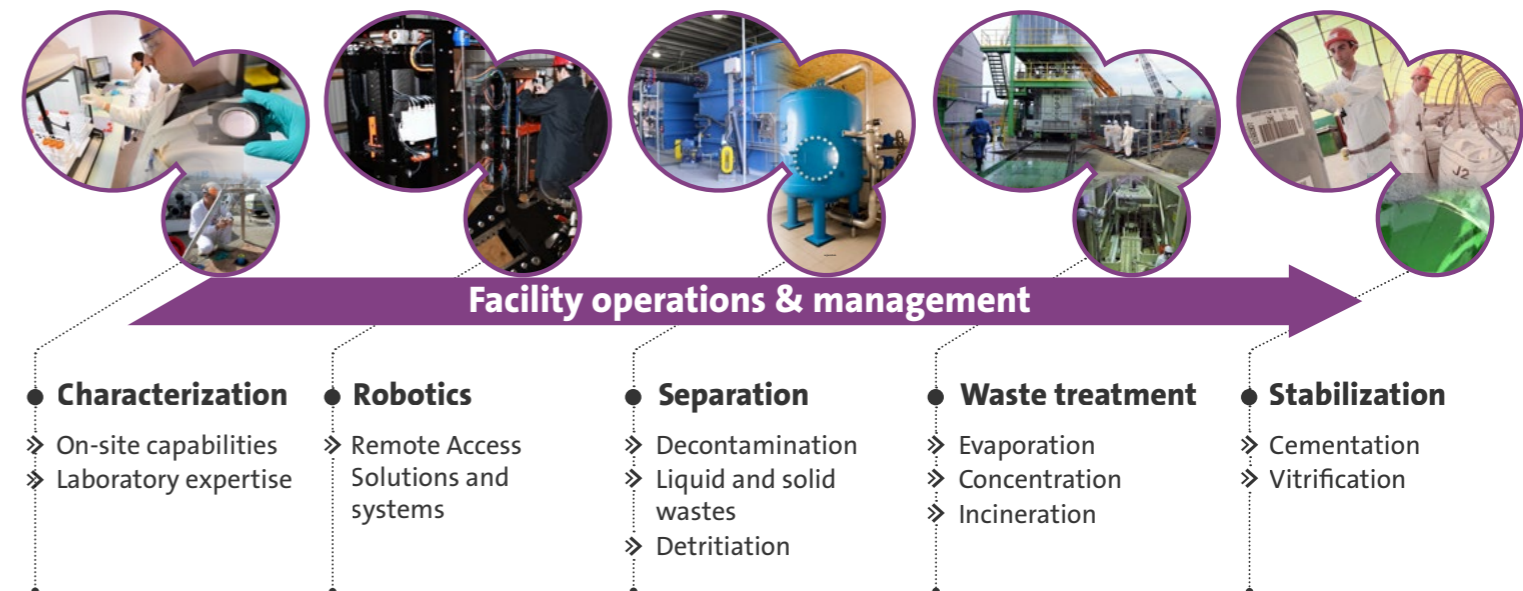 J2
Facility operations & management
Characterization
On-site capabilities
Laboratory expertise
Robotics
Remote Access
Solutions and
systems
Separation
Decontamination
Liquid and solid
wastes
Detritiation
Waste treatment
Evaporation
Concentration
Incineration
Stabilization
Cementation
Vitrification